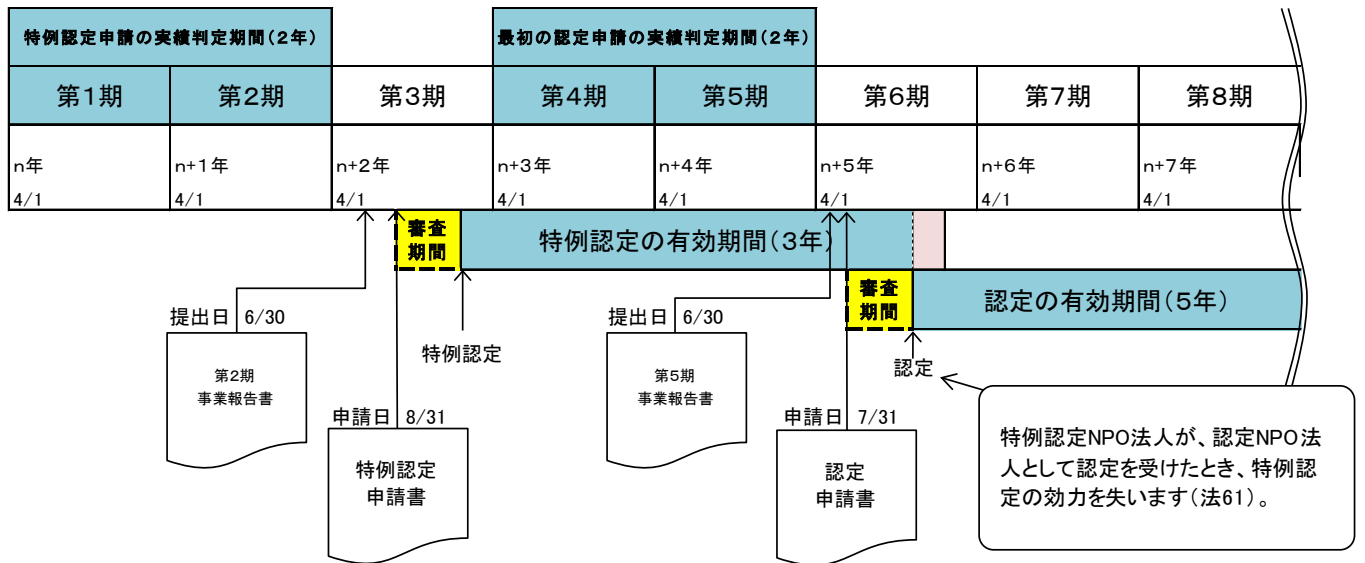 特例認定申請の実績判定期間(2年)
最初の認定申請の実績判定期間(2年)
第1期
第2期
第3期
第4期
第5期
第6期
第7期
第8期
n年
4/1
n+1年
4/1
n+2年
4/1
n+3年
4/1
n+4年
4/1
n+5年
4/1
n+6年
4/1
n+7年
4/1
審査
期間
特例認定の有効期間(3年)
審査
期間
認定の有効期間(5年)
提出日 6/30
第2期
事業報告書
特例認定
申請日 8/31
特例認定
申請書
提出日 6/30
第5期
事業報告書
認定
申請日 7/31
認定
申請書
特例認定NPO法人が、認定NPO法
人として認定を受けたとき、特例認
定の効力を失います(法61)。